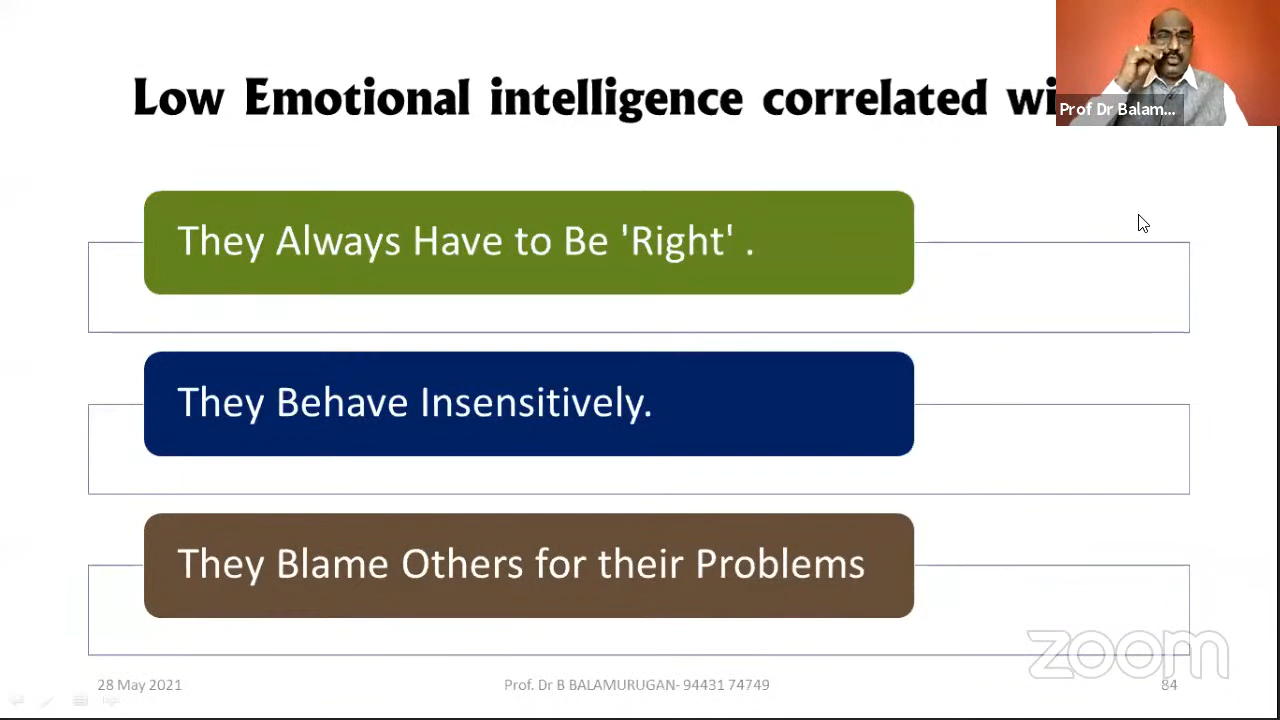 Low Emotional intelligence correlated wi
Prof Dr Balam...
They Always Have to Be 'Right' .
They Behave Insensitively.
They Blame Others for their Problems
zoom
28 May 2021
Prof. Dr B BALAMURUGAN- 94431 74749
84